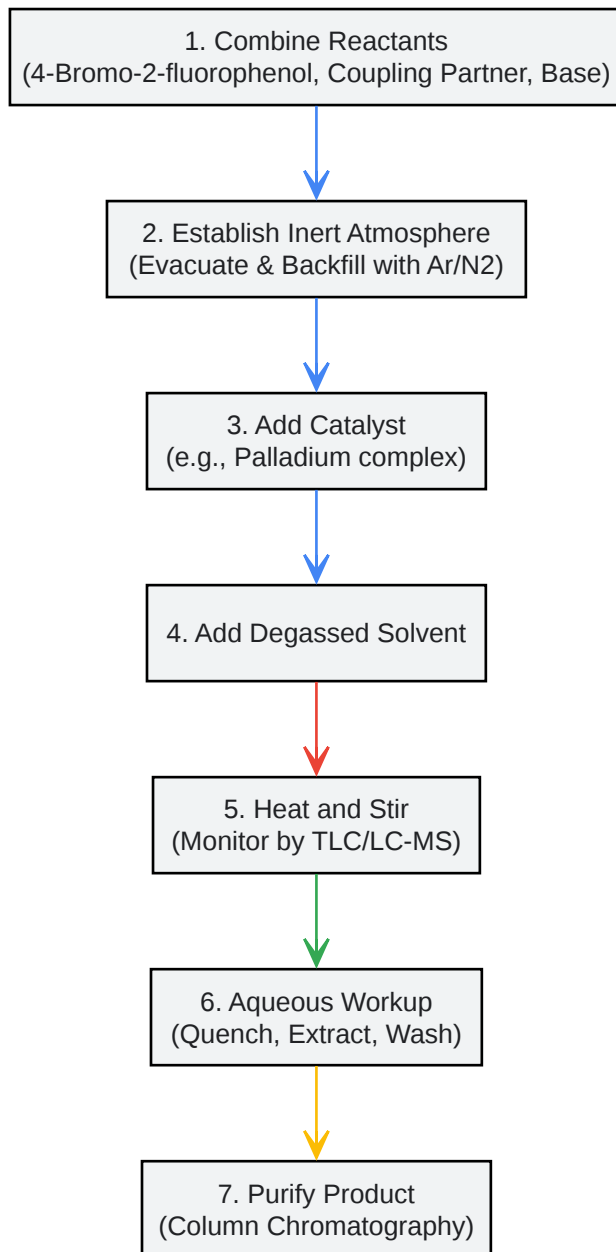 1. Combine Reactants
(4-Bromo-2-fluorophenol, Coupling Partner, Base)
2. Establish Inert Atmosphere
(Evacuate & Backfill with Ar/N2)
3. Add Catalyst
(e.g., Palladium complex)
4. Add Degassed Solvent
5. Heat and Stir
(Monitor by TLC/LC-MS)
6. Aqueous Workup
(Quench, Extract, Wash)
7. Purify Product
(Column Chromatography)